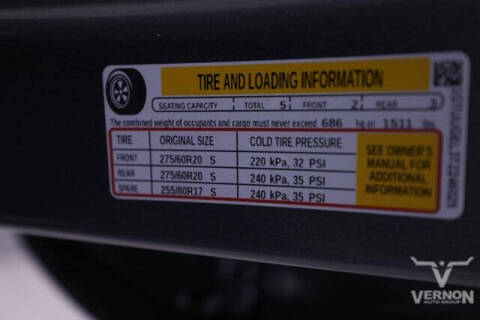 TIRE AND LOADING INFORMATION
SEATING CAPACITY TOTAL 5 FRONT 2 REAR 3
The combined weight of occupants and cargo must never exceed 686 kg or 1511 lbs
TIRE ORIGINAL SIZE COLD TIRE PRESSURE
FRONT 275/60R20 S 220 kPa, 32 PSI
REAR 275/60R20 S 240 kPa, 35 PSI
SPARE 255/80R17 S 240 kPa, 35 PSI
SEE OWNER'S
MANUAL FOR
ADDITIONAL
INFORMATION
VERNON
AUTO GROUP